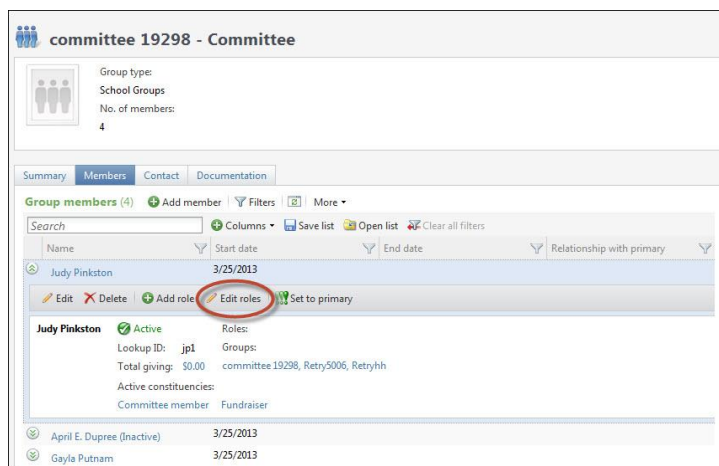 committee 19298 - Committee
Group type:
School Groups
No. of members:
4
Summary Members Contact Documentation
Group members (4) Add member Filters More
Search Columns Save list Open list Clear all filters
Name Start date End date Relationship with primary
Judy Pinkston 3/25/2013
Edit Delete Add role Edit roles Set to primary
Judy Pinkston Active Roles:
Lookup ID: jp1 Groups:
Total giving: $0.00 committee 19298, Retry5006, Retryhh
Active constituencies:
Committee member Fundraiser
April E. Dupree (Inactive) 3/25/2013
Gayla Putnam 3/25/2013